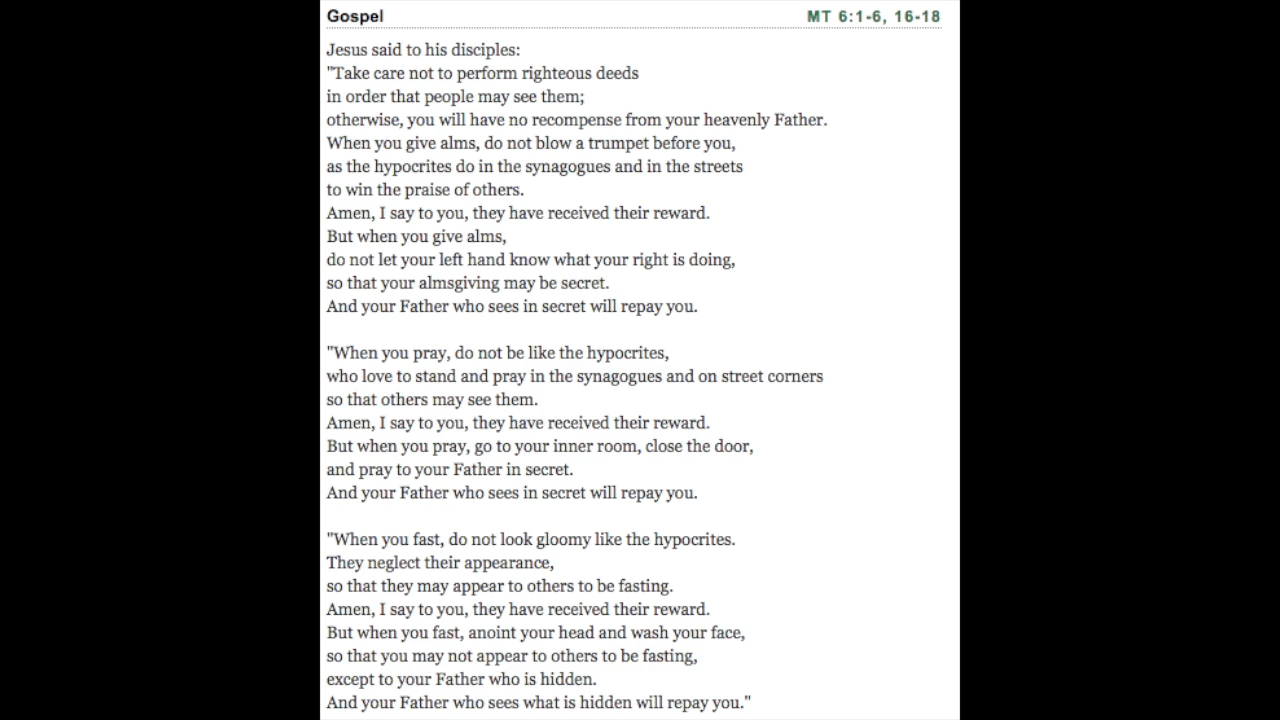 Gospel MT 6:1-6, 16-18
Jesus said to his disciples:
"Take care not to perform righteous deeds
in order that people may see them;
otherwise, you will have no recompense from your heavenly Father.
When you give alms, do not blow a trumpet before you,
as the hypocrites do in the synagogues and in the streets
to win the praise of others.
Amen, I say to you, they have received their reward.
But when you give alms,
do not let your left hand know what your right is doing,
so that your almsgiving may be secret.
And your Father who sees in secret will repay you.
"When you pray, do not be like the hypocrites,
who love to stand and pray in the synagogues and on street corners
so that others may see them.
Amen, I say to you, they have received their reward.
But when you pray, go to your inner room, close the door,
and pray to your Father in secret.
And your Father who sees in secret will repay you.
"When you fast, do not look gloomy like the hypocrites.
They neglect their appearance,
so that they may appear to others to be fasting.
Amen, I say to you, they have received their reward.
But when you fast, anoint your head and wash your face,
so that you may not appear to others to be fasting,
except to your Father who is hidden.
And your Father who sees what is hidden will repay you."